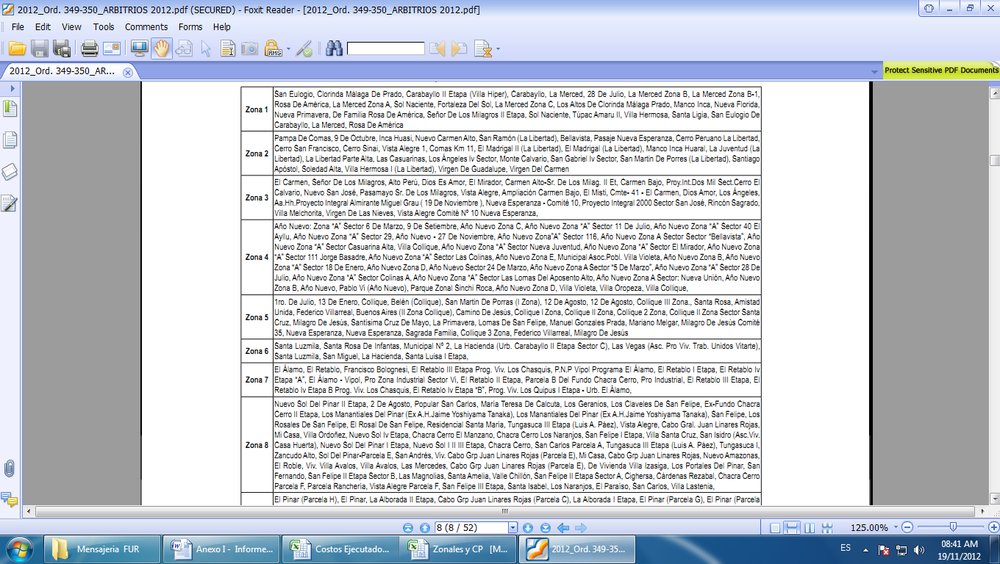 2012_Ord. 349-350_ARBITRIOS 2012.pdf (SECURED) - Foxit Reader - [2012_Ord. 349-350_ARBITRIOS 2012.pdf]
File Edit View Tools Comments Forms Help
RMS
2012_Ord. 349-350_AR...
Protect Sensitive PDF Documents
Zona 1
San Eulogio, Clorinda Málaga De Prado, Carabayllo II Etapa (Villa Hiper), Carabayllo, La Merced, 28 De Julio, La Merced Zona B, La Merced Zona B-1,
Rosa De América, La Merced Zona A, Sol Naciente, Fortaleza Del Sol, La Merced Zona C, Los Altos De Clorinda Málaga Prado, Manco Inca, Nueva Florida,
Nueva Primavera, De Familia Rosa De América, Señor De Los Milagros II Etapa, Sol Naciente, Túpac Amaru II, Villa Hermosa, Santa Ligia, San Eulogio De
Carabayllo, La Merced, Rosa De América
Zona 2
Pampa De Comas, 9 De Octubre, Inca Huasi, Nuevo Carmen Alto, San Ramón (La Libertad), Bellavista, Pasaje Nueva Esperanza, Cerro Peruano La Libertad,
Cerro San Francisco, Cerro Sinai, Vista Alegre 1, Comas Km 11, El Madrigal II (La Libertad), El Madrigal (La Libertad), Manco Inca Huaral, La Juventud (La
Libertad), La Libertad Parte Alta, Las Casuarinas, Los Ángeles Iv Sector, Monte Calvario, San Gabriel Iv Sector, San Martin De Porres (La Libertad), Santiago
Apóstol, Soledad Alta, Villa Hermosa I (La Libertad), Virgen De Guadalupe, Virgen Del Carmen
Zona 3
El Carmen, Señor De Los Milagros, Alto Perú, Dios Es Amor, El Mirador, Carmen Alto-Sr. De Los Milag. II Et, Carmen Bajo, Proy.Int.Dos Mil Sect.Cerro El
Calvario, Nuevo San José, Pasamayo Sr. De Los Milagros, Vista Alegre, Ampliación Carmen Bajo, El Misti, Cmte- 41 - El Carmen, Dios Amor, Los Ángeles,
Aa.Hh.Proyecto Integral Almirante Miguel Grau ( 19 De Noviembre ), Nueva Esperanza - Comité 10, Proyecto Integral 2000 Sector San José, Rincón Sagrado,
Villa Melchorita, Virgen De Las Nieves, Vista Alegre Comité Nº 10 Nueva Esperanza,
Zona 4
Año Nuevo: Zona “A” Sector 6 De Marzo, 9 De Setiembre, Año Nuevo Zona C, Año Nuevo Zona “A” Sector 11 De Julio, Año Nuevo Zona “A” Sector 40 El
Ayllu, Año Nuevo Zona “A” Sector 29, Año Nuevo - 27 De Noviembre, Año Nuevo Zona”A” Sector 116, Año Nuevo Zona A Sector Sector “Bellavista”, Año
Nuevo Zona “A” Sector Casuarina Alta, Villa Collique, Año Nuevo Zona “A” Sector Nueva Juventud, Año Nuevo Zona “A” Sector El Mirador, Año Nuevo Zona
“A” Sector 111 Jorge Basadre, Año Nuevo Zona “A” Sector Las Colinas, Año Nuevo Zona E, Municipal Asoc.Pobl. Villa Violeta, Año Nuevo Zona B, Año Nuevo
Zona “A” Sector 18 De Enero, Año Nuevo Zona D, Año Nuevo Sector 24 De Marzo, Año Nuevo Zona A Sector “5 De Marzo”, Año Nuevo Zona “A” Sector 28 De
Julio, Año Nuevo Zona “A” Sector Colinas A, Año Nuevo Zona “A” Sector Las Lomas Del Aposento Alto, Año Nuevo Zona A Sector: Nueva Unión, Año Nuevo
Zona B, Año Nuevo, Pablo Vi (Año Nuevo), Parque Zonal Sinchi Roca, Año Nuevo Zona D, Villa Violeta, Villa Oropeza, Villa Collique,
Zona 5
1ro. De Julio, 13 De Enero, Collique, Belén (Collique), San Martin De Porras (I Zona), 12 De Agosto, 12 De Agosto, Collique III Zona., Santa Rosa, Amistad
Unida, Federico Villarreal, Buenos Aires (II Zona Collique), Camino De Jesús, Collique I Zona, Collique II Zona, Collique 2 Zona, Collique II Zona Sector Santa
Cruz, Milagro De Jesús, Santisima Cruz De Mayo, La Primavera, Lomas De San Felipe, Manuel Gonzales Prada, Mariano Melgar, Milagro De Jesús Comité
35, Nueva Esperanza, Nueva Esperanza, Sagrada Familia, Collique 3 Zona, Federico Villarreal, Milagro De Jesús
Zona 6
Santa Luzmila, Santa Rosa De Infantas, Municipal Nº 2, La Hacienda (Urb. Carabayllo II Etapa Sector C), Las Vegas (Asc. Pro Viv. Trab. Unidos Vitarte),
Santa Luzmila, San Miguel, La Hacienda, Santa Luisa I Etapa,
Zona 7
El Álamo, El Retablo, Francisco Bolognesi, El Retablo III Etapa Prog. Viv. Los Chasquis, P.N.P Vipol Programa El Álamo, El Retablo I Etapa, El Retablo Iv
Etapa “A”, El Álamo - Vipol, Pro Zona Industrial Sector Vi, El Retablo II Etapa, Parcela B Del Fundo Chacra Cerro, Pro Industrial, El Retablo III Etapa, El
Retablo Iv Etapa B Prog. Viv. Los Chasquis, El Retablo Iv Etapa “B”, Prog. Viv. Los Quipus I Etapa - Urb. El Álamo,
Zona 8
Nuevo Sol Del Pinar II Etapa, 2 De Agosto, Popular San Carlos, Maria Teresa De Calcuta, Los Geranios, Los Claveles De San Felipe, Ex-Fundo Chacra
Cerro II Etapa, Los Manantiales Del Pinar (Ex A.H.Jaime Yoshiyama Tanaka), Los Manantiales Del Pinar (Ex A.H.Jaime Yoshiyama Tanaka), San Felipe, Los
Rosales De San Felipe, El Rosal De San Felipe, Residencial Santa Maria, Tungasuca III Etapa (Luis A. Páez), Vista Alegre, Cabo Gral. Juan Linares Rojas,
Mi Casa, Villa Ordoñez, Nuevo Sol Iv Etapa, Chacra Cerro El Manzano, Chacra Cerro Los Naranjos, San Felipe I Etapa, Villa Santa Cruz, San Isidro (Asc.Viv.
Casa Huerta), Nuevo Sol Del Pinar I Etapa, Nuevo Sol I II III Etapa, Chacra Cerro, San Carlos Parcela A, Tungasuca III Etapa (Luis A. Páez), Tungasuca I,
Zancudo Alto, Sol Del Pinar-Parcela E, San Andrés, Viv. Cabo Grp Juan Linares Rojas (Parcela E), Mi Casa, Cabo Grp Juan Linares Rojas, Nuevo Amazonas,
El Roble, Viv. Villa Avalos, Villa Avalos, Las Mercedes, Cabo Grp Juan Linares Rojas (Parcela E), De Vivienda Villa Izasiga, Los Portales Del Pinar, San
Fernando, San Felipe II Etapa Sector B, Las Magnolias, Santa Amelia, Valle Chillón, San Felipe II Etapa Sector A, Cighersa, Cárdenas Rezabal, Chacra Cerro
Parcela F, Parcela Rancheria, Vista Alegre Parcela F, San Felipe III Etapa, Santa Isabel, Los Naranjos, El Paraiso, San Carlos, Villa Lastenia,
El Pinar (Parcela H), El Pinar, La Alborada II Etapa, Cabo Grp Juan Linares Rojas (Parcela C), La Alborada I Etapa, El Pinar (Parcela G), El Pinar (Parcela
8 (8 / 52)
125.00%
Mensajeria FUR
Anexo I - Informe...
Costos Ejecutado...
Zonales y CP [M...
2012_Ord. 349-35...
ES
08:41 AM
19/11/2012